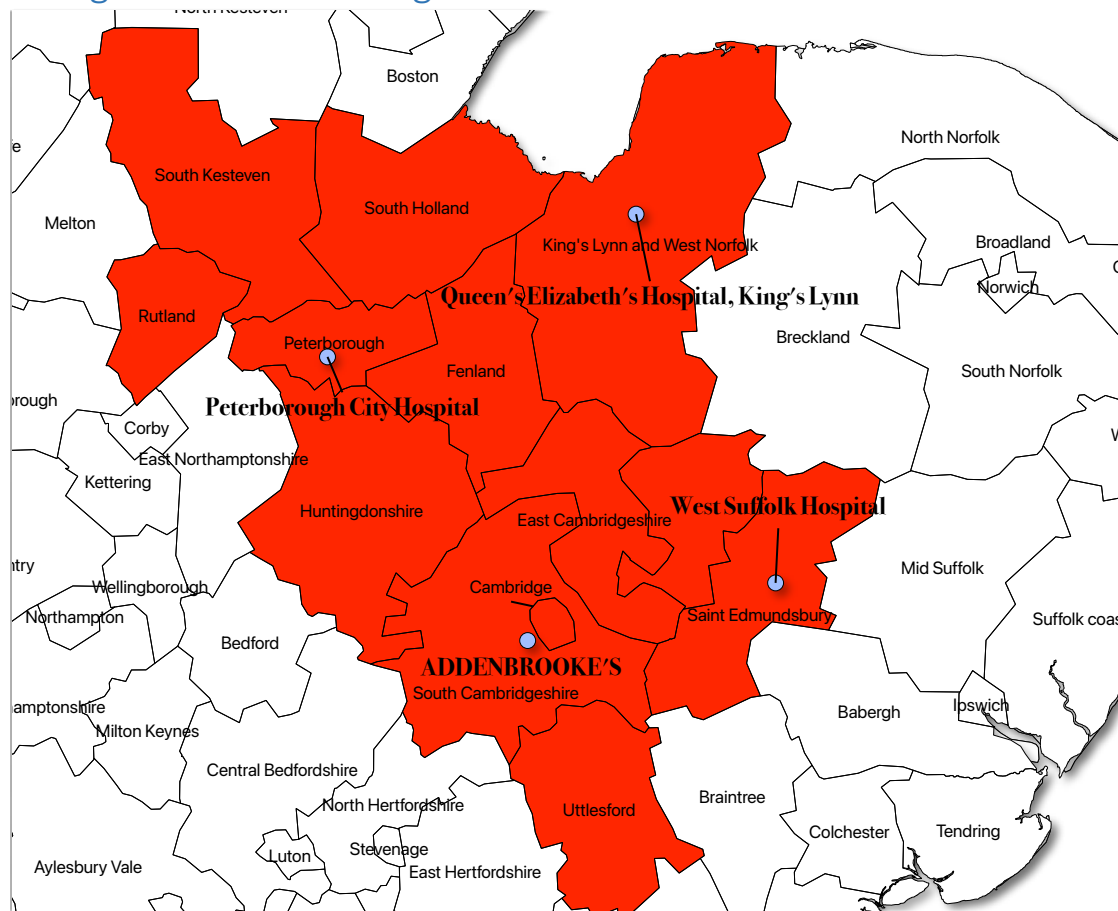 North Kesteven
Boston
North Norfolk
South Kesteven
South Holland
Melton
King's Lynn and West Norfolk
Broadland
Queen's Elizabeth's Hospital, King's Lynn
Norwich
Rutland
Peterborough
Breckland
Fenland
South Norfolk
Peterborough City Hospital
Corby
East Northamptonshire
Kettering
Huntingdonshire
East Cambridgeshire
West Suffolk Hospital
Mid Suffolk
Wellingborough
Cambridge
Northampton
Saint Edmundsbury
Suffolk coas
Bedford
ADDENBROOKE'S
South Cambridgeshire
amptonshire
Milton Keynes
Babergh
Ipswich
Central Bedfordshire
North Hertfordshire
Uttlesford
Braintree
Colchester
Tendring
Luton
Stevenage
Aylesbury Vale
East Hertfordshire